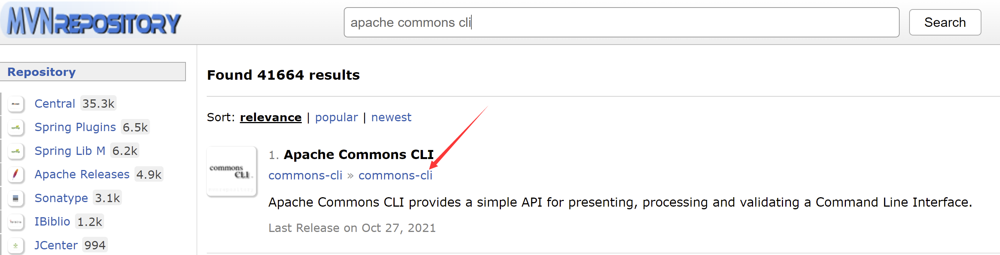 MVNREPOSITORY
apache commons cli
Search
Repository
Central 35.3k
Spring Plugins 6.5k
Spring Lib M 6.2k
Apache Releases 4.9k
Sonatype 3.1k
IBiblio 1.2k
JCenter 994
Found 41664 results
Sort: relevance | popular | newest
commons
CLI
mvnrepository
1. Apache Commons CLI
commons-cli » commons-cli
Apache Commons CLI provides a simple API for presenting, processing and validating a Command Line Interface.
Last Release on Oct 27, 2021